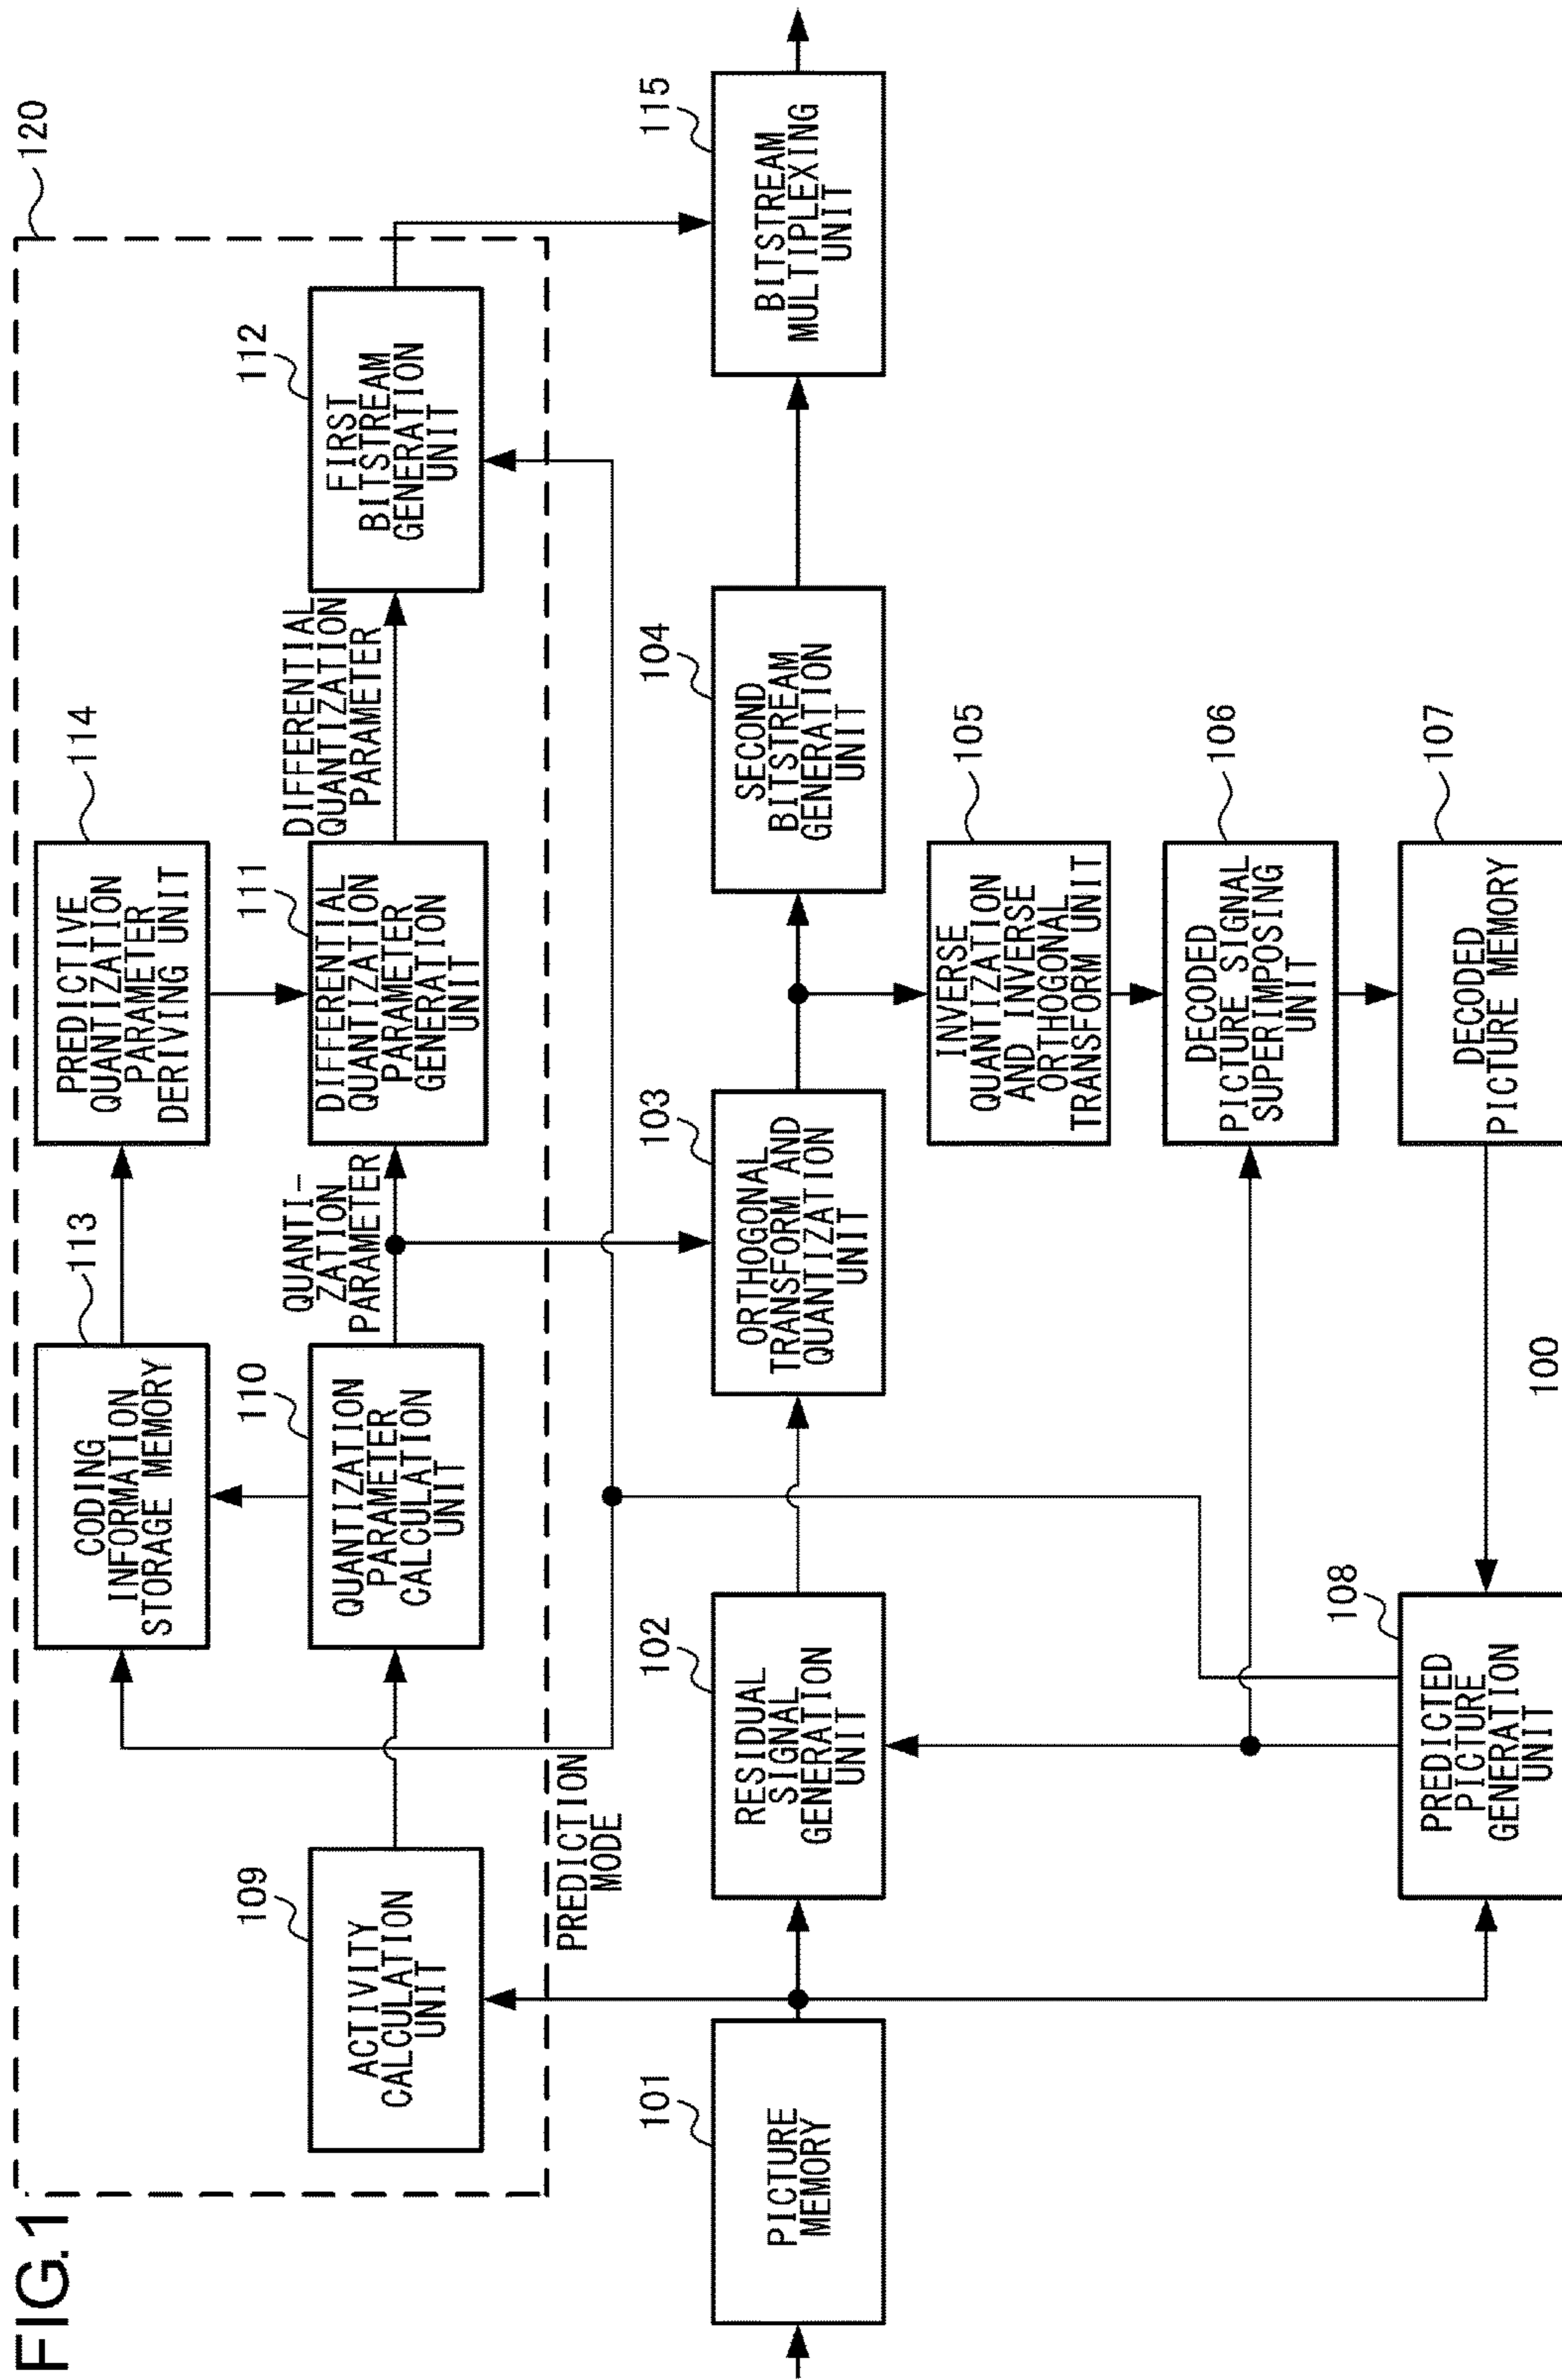 FIG.1
120
113
CODING
INFORMATION
STORAGE MEMORY
114
PREDICTIVE
QUANTIZATION
PARAMETER
DERIVING UNIT
109
ACTIVITY
CALCULATION
UNIT
110
QUANTIZATION
PARAMETER
CALCULATION
UNIT
QUANTI-
ZATION
PARAMETER
111
DIFFERENTIAL
QUANTIZATION
PARAMETER
GENERATION
UNIT
DIFFERENTIAL
QUANTIZATION
PARAMETER
112
FIRST
BITSTREAM
GENERATION
UNIT
PREDICTION
MODE
101
PICTURE
MEMORY
102
RESIDUAL
SIGNAL
GENERATION
UNIT
103
ORTHOGONAL
TRANSFORM AND
QUANTIZATION
UNIT
104
SECOND
BITSTREAM
GENERATION
UNIT
115
BITSTREAM
MULTIPLEXING
UNIT
INVERSE
QUANTIZATION
AND INVERSE
ORTHOGONAL
TRANSFORM UNIT
105
DECODED
PICTURE SIGNAL
SUPERIMPOSING
UNIT
106
108
PREDICTED
PICTURE
GENERATION
UNIT
DECODED
PICTURE MEMORY
107
100